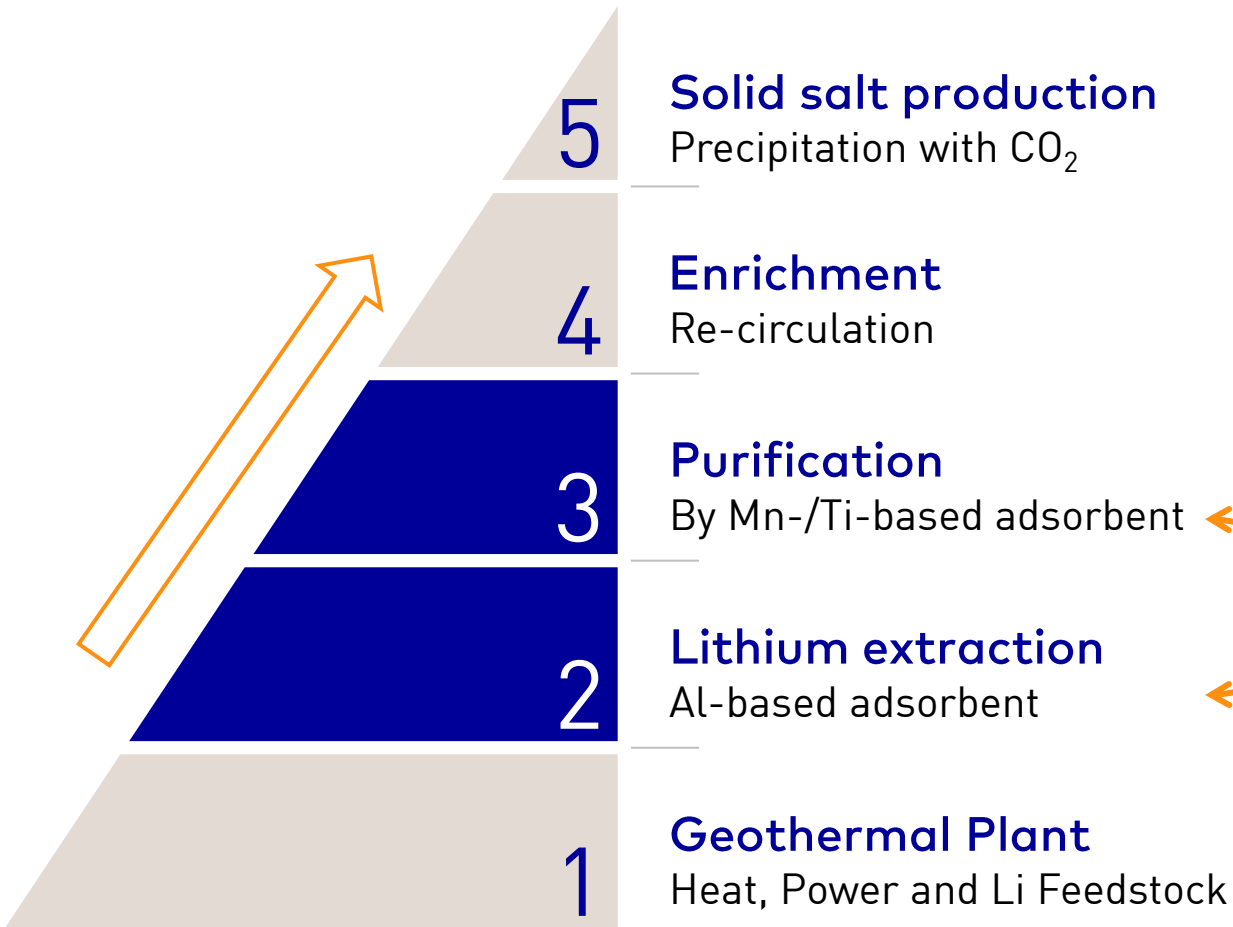 5
Solid salt production
Precipitation with CO₂
4
Enrichment
Re-circulation
3
Purification
By Mn-/Ti-based adsorbent
2
Lithium extraction
Al-based adsorbent
1
Geothermal Plant
Heat, Power and Li Feedstock